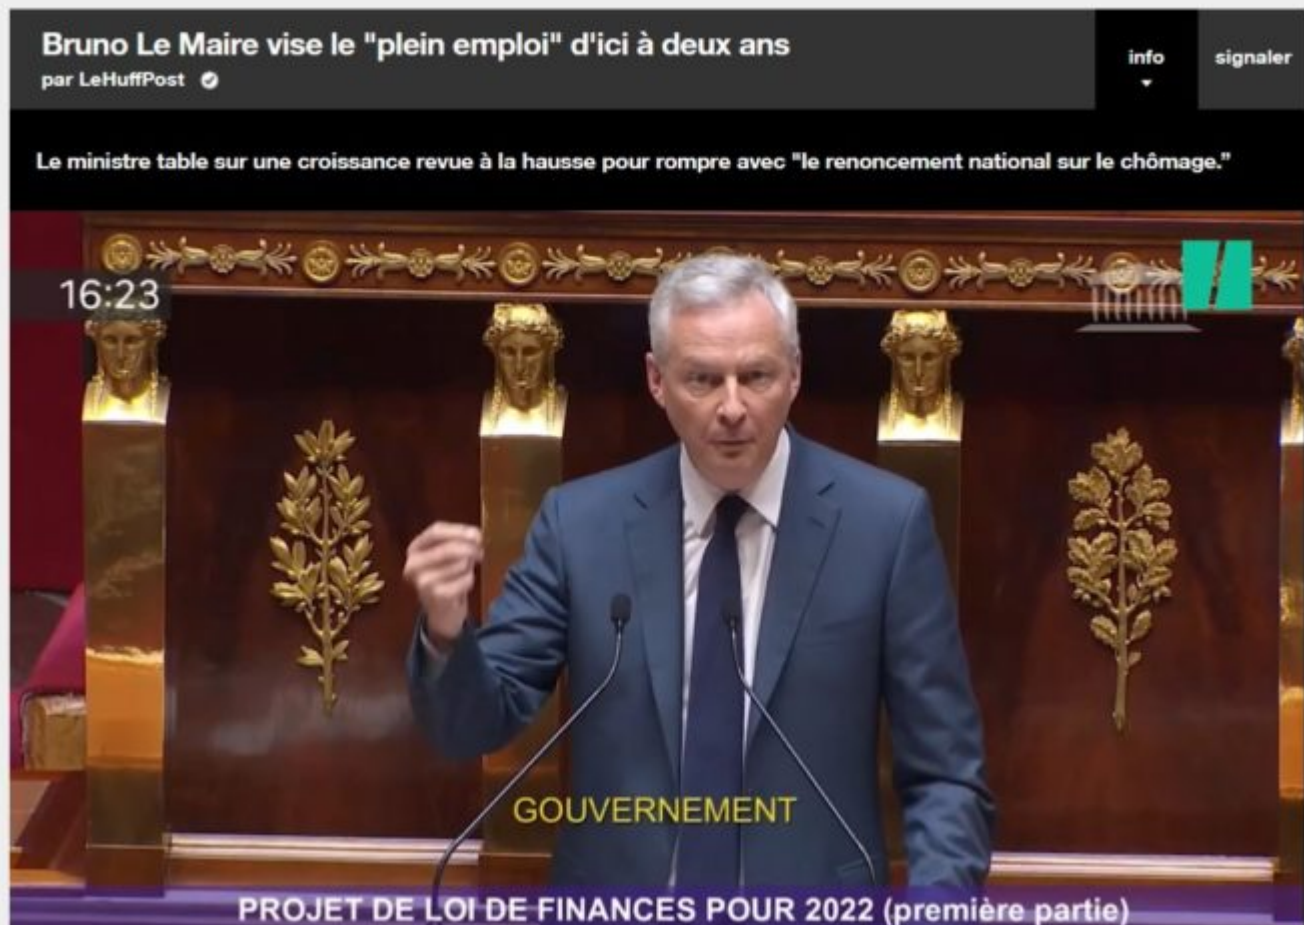 Bruno Le Maire vise le "plein emploi" d'ici à deux ans
par LeHuffPost
info
signaler
Le ministre table sur une croissance revue à la hausse pour rompre avec "le renoncement national sur le chômage.”
16:23
GOUVERNEMENT
PROJET DE LOI DE FINANCES POUR 2022 (première partie)